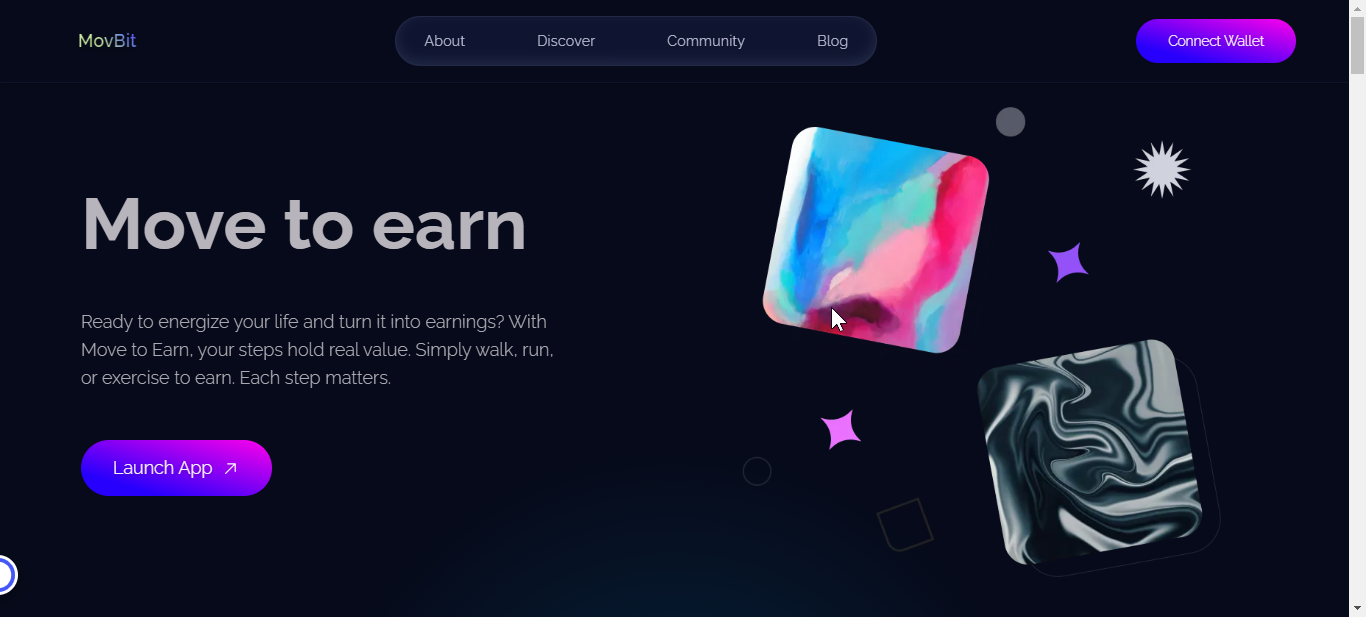 MovBit
About
Discover
Community
Blog
Connect Wallet
Move to earn
Ready to energize your life and turn it into earnings? With
Move to Earn, your steps hold real value. Simply walk, run,
or exercise to earn. Each step matters.
Launch App